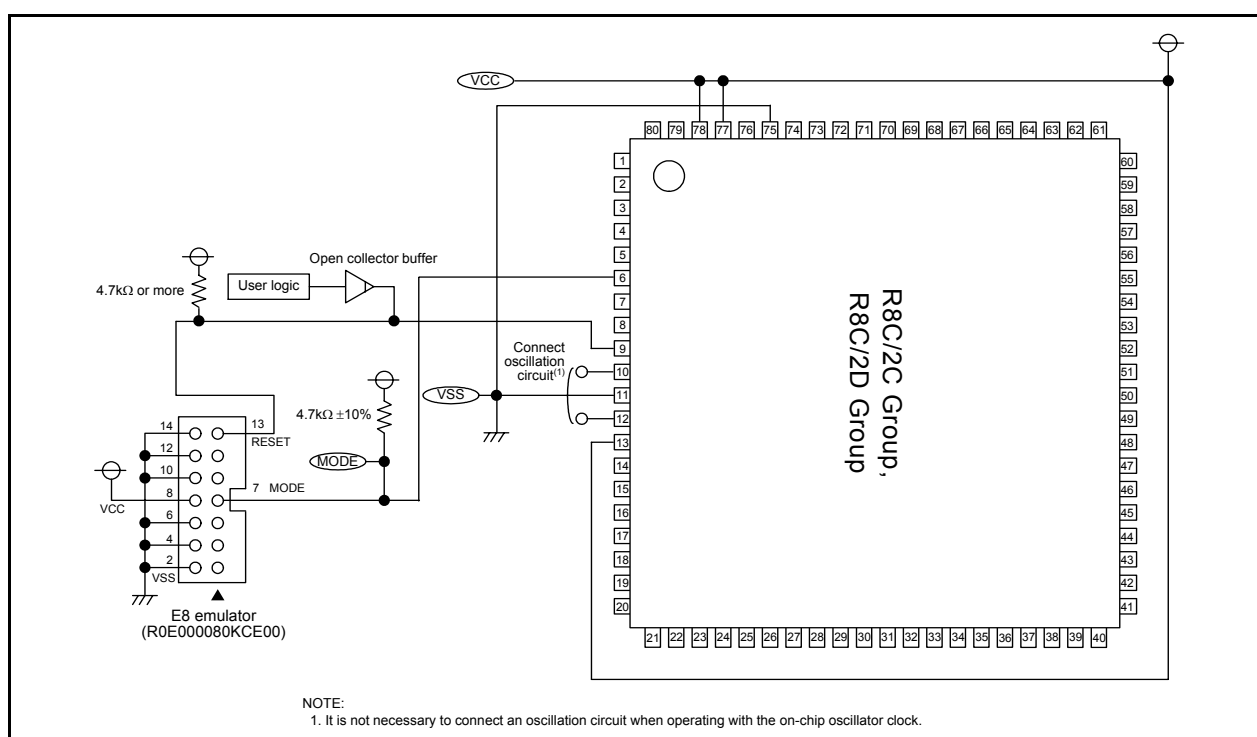 VCC
80 79 78 77 76 75 74 73 72 71 70 69 68 67 66 65 64 63 62 61
1
2
3
4
5
6
7
8
9
10
11
12
13
14
15
16
17
18
19
20
60
59
58
57
56
55
54
53
52
51
50
49
48
47
46
45
44
43
42
41
21 22 23 24 25 26 27 28 29 30 31 32 33 34 35 36 37 38 39 40
R8C/2C Group,
R8C/2D Group
Open collector buffer
User logic
4.7kΩ or more
Connect
oscillation
circuit(1)
VSS
4.7kΩ ±10%
MODE
14
13
RESET
12
10
8
7 MODE
VCC
6
4
2
VSS
E8 emulator
(R0E000080KCE00)
NOTE:
1. It is not necessary to connect an oscillation circuit when operating with the on-chip oscillator clock.